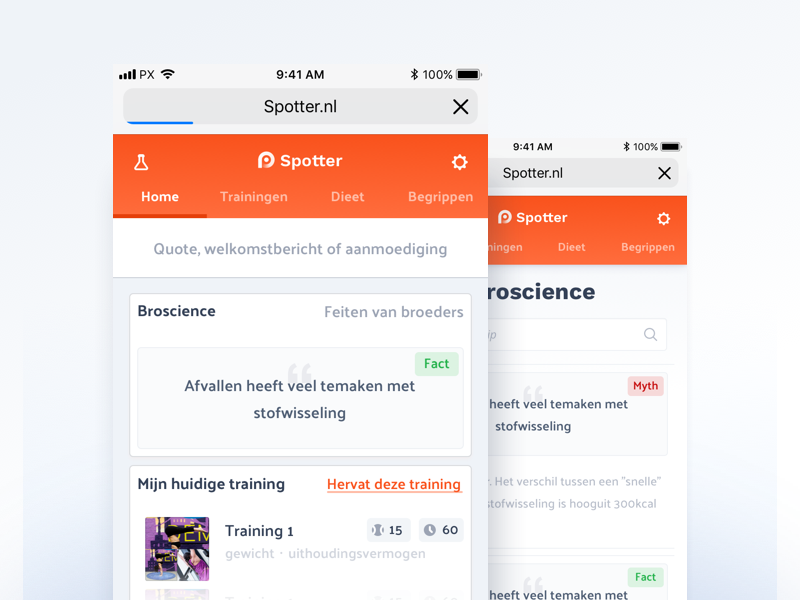 PX
9:41 AM
100%
Spotter.nl
Spotter
Home
Trainingen
Dieet
Begrippen
Quote, welkomstbericht of aanmoediging
Broscience
Feiten van broeders
Fact
Afvallen heeft veel temaken met
stofwisseling
Mijn huidige training
Hervat deze training
Training 1
15
60
gewicht · uithoudingsvermogen
9:41 AM
100%
Spotter.nl
Spotter
ningen
Dieet
Begrippen
roscience
ip
Myth
heeft veel temaken met
stofwisseling
. Het verschil tussen een "snelle"
stofwisseling is hooguit 300kcal
Fact
heeft veel temaken met